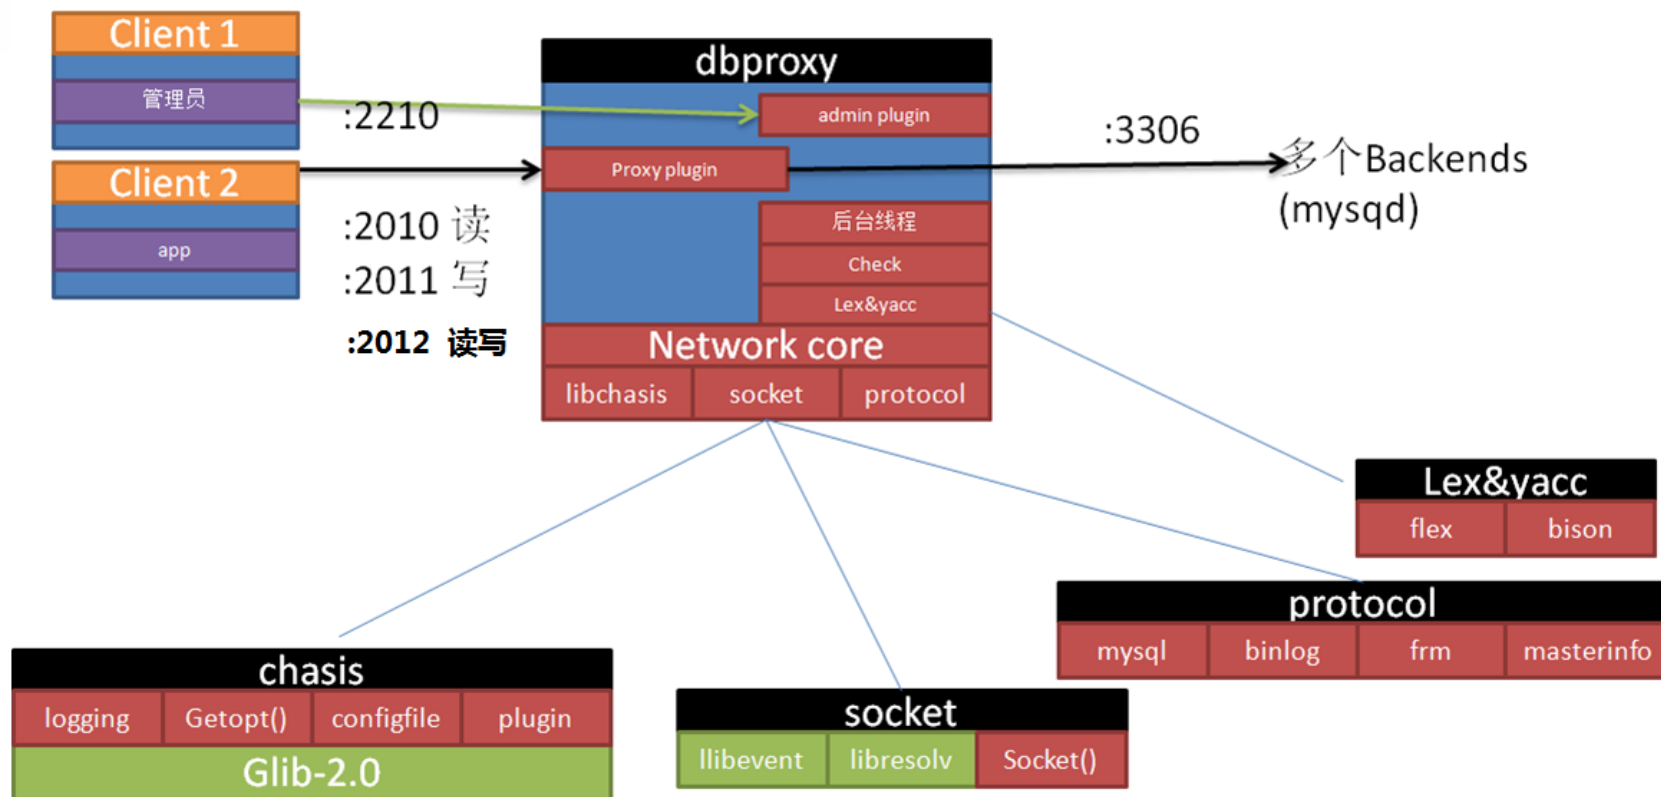 Client 1
管理员
Client 2
app
:2210
:2010 读
:2011 写
:2012 读写
dbproxy
admin plugin
Proxy plugin
后台线程
Check
Lex&yacc
Network core
libchasis
socket
protocol
:3306
多个Backends
(mysqd)
Lex&yacc
flex
bison
protocol
mysql
binlog
frm
masterinfo
chasis
logging
Getopt()
configfile
plugin
Glib-2.0
socket
llibevent
libresolv
Socket()